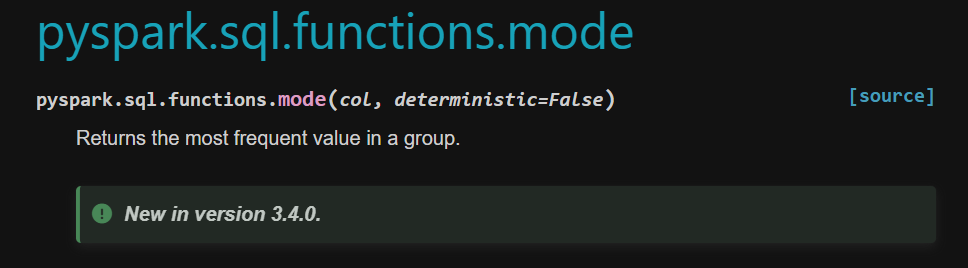 pyspark.sql.functions.mode
pyspark.sql.functions.mode(col, deterministic=False) [source]
Returns the most frequent value in a group.
New in version 3.4.0.